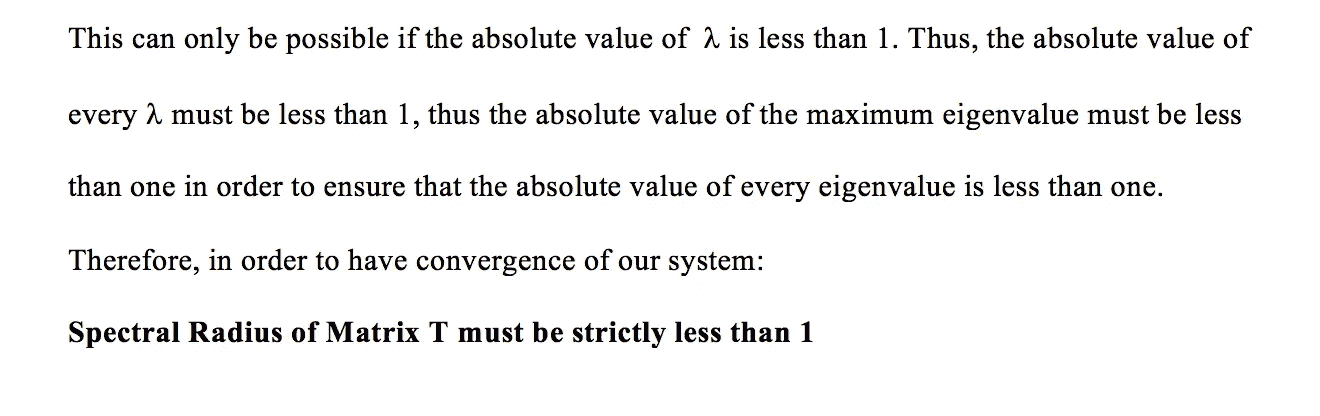 This can only be possible if the absolute value of λ is less than 1. Thus, the absolute value of
every λ must be less than 1, thus the absolute value of the maximum eigenvalue must be less
than one in order to ensure that the absolute value of every eigenvalue is less than one.
Therefore, in order to have convergence of our system:
Spectral Radius of Matrix T must be strictly less than 1